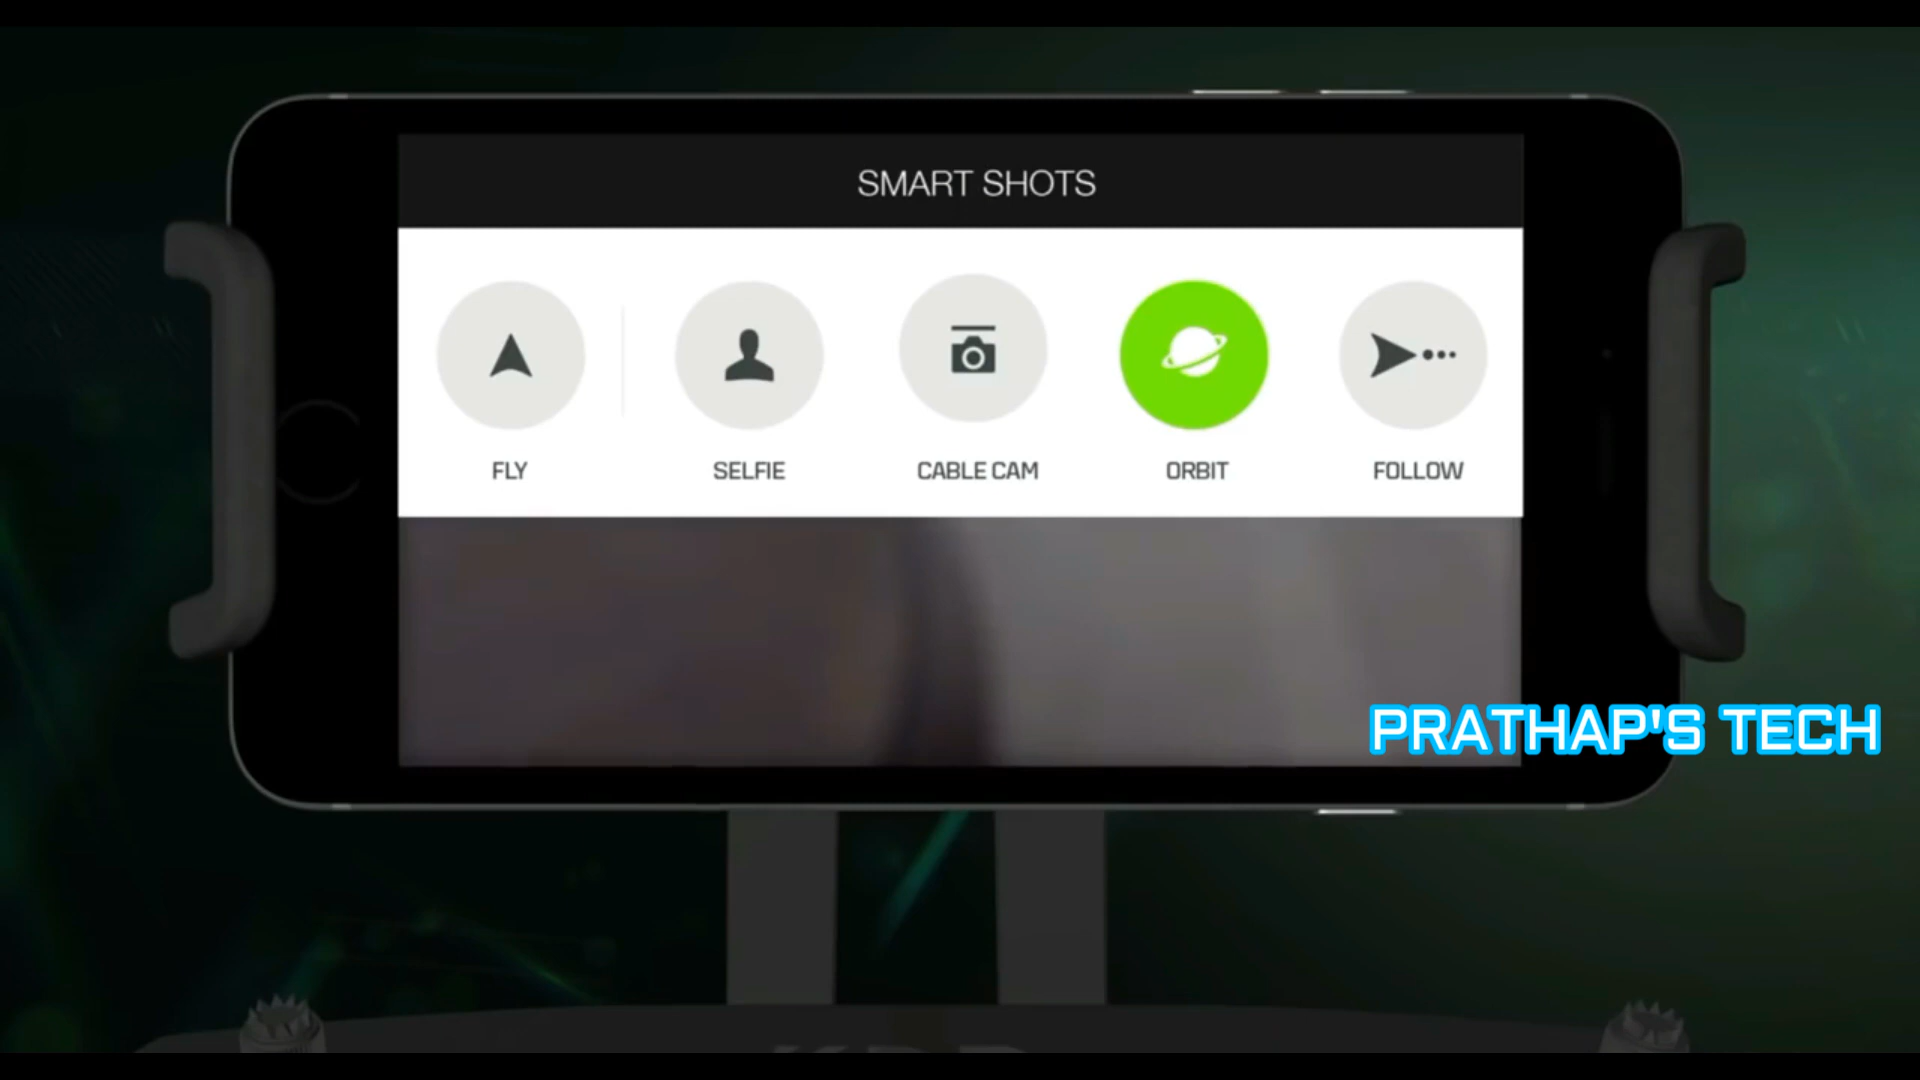 SMART SHOTS
FLY
SELFIE
CABLE CAM
ORBIT
FOLLOW
PRATHAP'S TECH